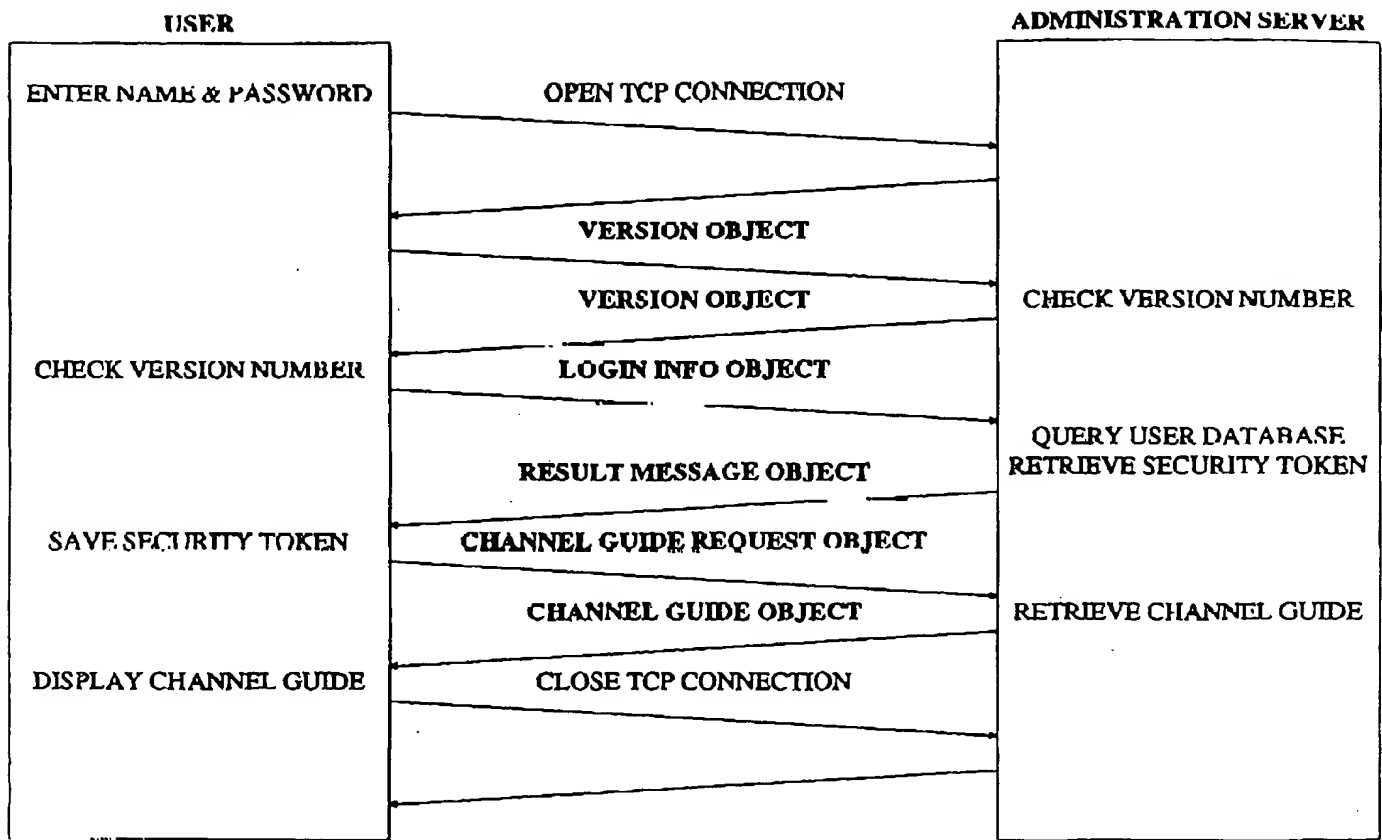 USER
ADMINISTRATION SERVER
ENTER NAME & PASSWORD
OPEN TCP CONNECTION
VERSION OBJECT
VERSION OBJECT
CHECK VERSION NUMBER
CHECK VERSION NUMBER
LOGIN INFO OBJECT
QUERY USER DATABASE
RETRIEVE SECURITY TOKEN
RESULT MESSAGE OBJECT
SAVE SECURITY TOKEN
CHANNEL GUIDE REQUEST OBJECT
CHANNEL GUIDE OBJECT
RETRIEVE CHANNEL GUIDE
DISPLAY CHANNEL GUIDE
CLOSE TCP CONNECTION